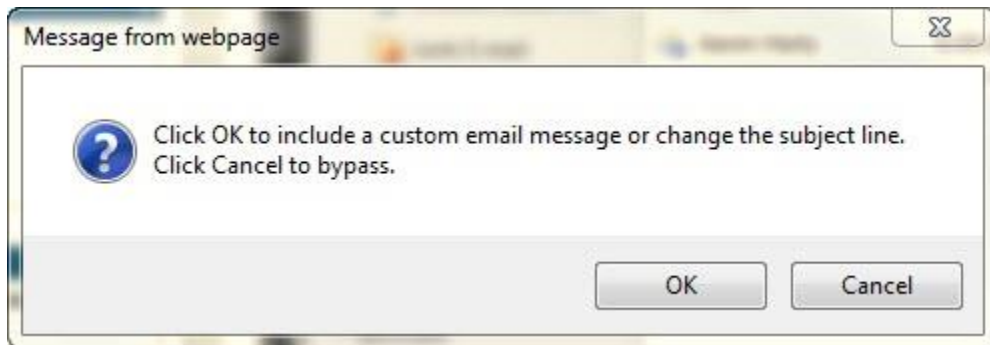 Message from webpage
Click OK to include a custom email message or change the subject line.
Click Cancel to bypass.
OK
Cancel